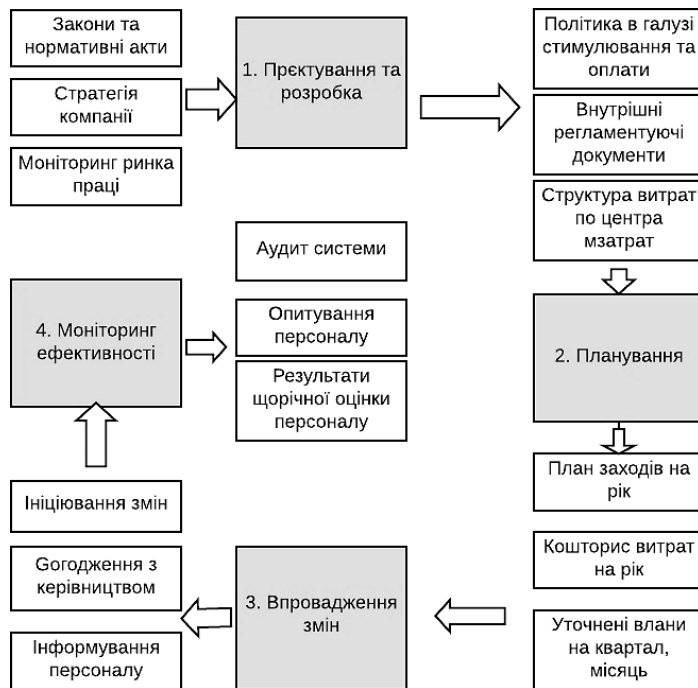 Закони та
нормативні акти
Стратегія
компанії
Моніторинг ринка
праці
1. Прєктування та
розробка
Політика в галузі
стимулювання та
оплати
Внутрішні
регламентуючі
документи
Структура витрат
по центра
мзатрат
2. Планування
План заходів на
рік
Кошторис витрат
на рік
Уточнені влани
на квартал,
місяць
3. Впровадження
змін
Ініціювання змін
Gогодження з
керівництвом
Інформування
персоналу
4. Моніторинг
ефективності
Аудит системи
Опитування
персоналу
Результати
щорічної оцінки
персоналу